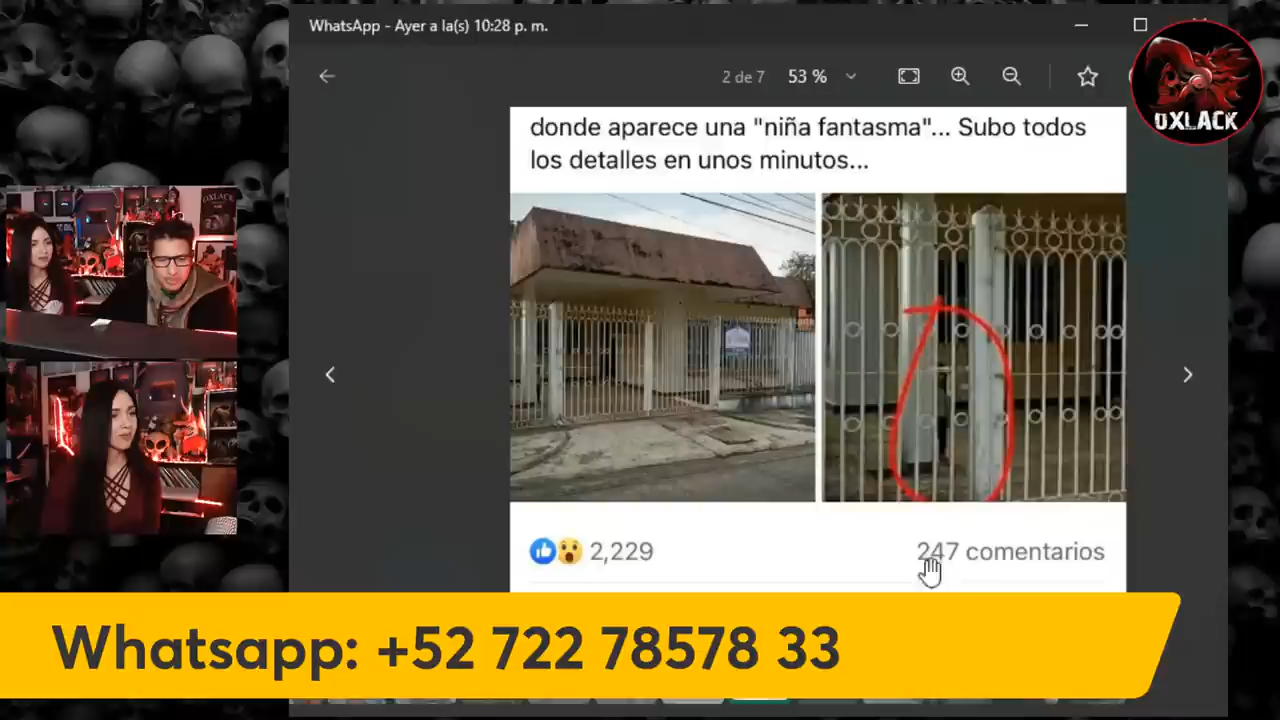 WhatsApp - Ayer a la(s) 10:28 p. m.
2 de 7 53 %
OXLACK
donde aparece una "niña fantasma"... Subo todos
los detalles en unos minutos...
OXLACK
2,229 247 comentarios
Whatsapp: +52 722 78578 33